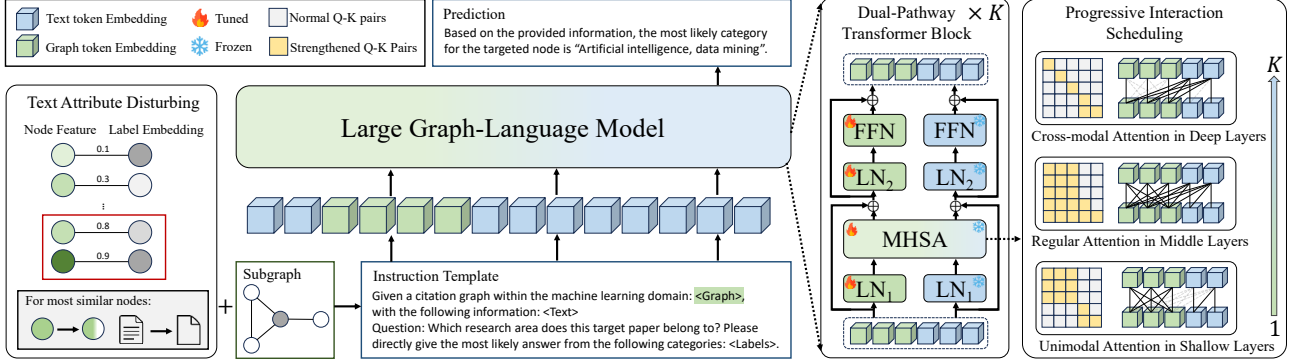 Text token Embedding
Tuned
Normal Q-K pairs
Graph token Embedding
Frozen
Strengthened Q-K Pairs
Prediction
Based on the provided information, the most likely category
for the targeted node is “Artificial intelligence, data mining”.
Text Attribute Disturbing
Node Feature Label Embedding
0.1
0.3
...
0.8
0.9
For most similar nodes:
+
Large Graph-Language Model
Subgraph
Instruction Template
Given a citation graph within the machine learning domain: <Graph>,
with the following information: <Text>
Question: Which research area does this target paper belong to? Please
directly give the most likely answer from the following categories: <Labels>.
Dual-Pathway × K
Transformer Block
FFN FFN
LN2 LN2
MHSA
LN1 LN1
Progressive Interaction
Scheduling
K
Cross-modal Attention in Deep Layers
Regular Attention in Middle Layers
Unimodal Attention in Shallow Layers
1